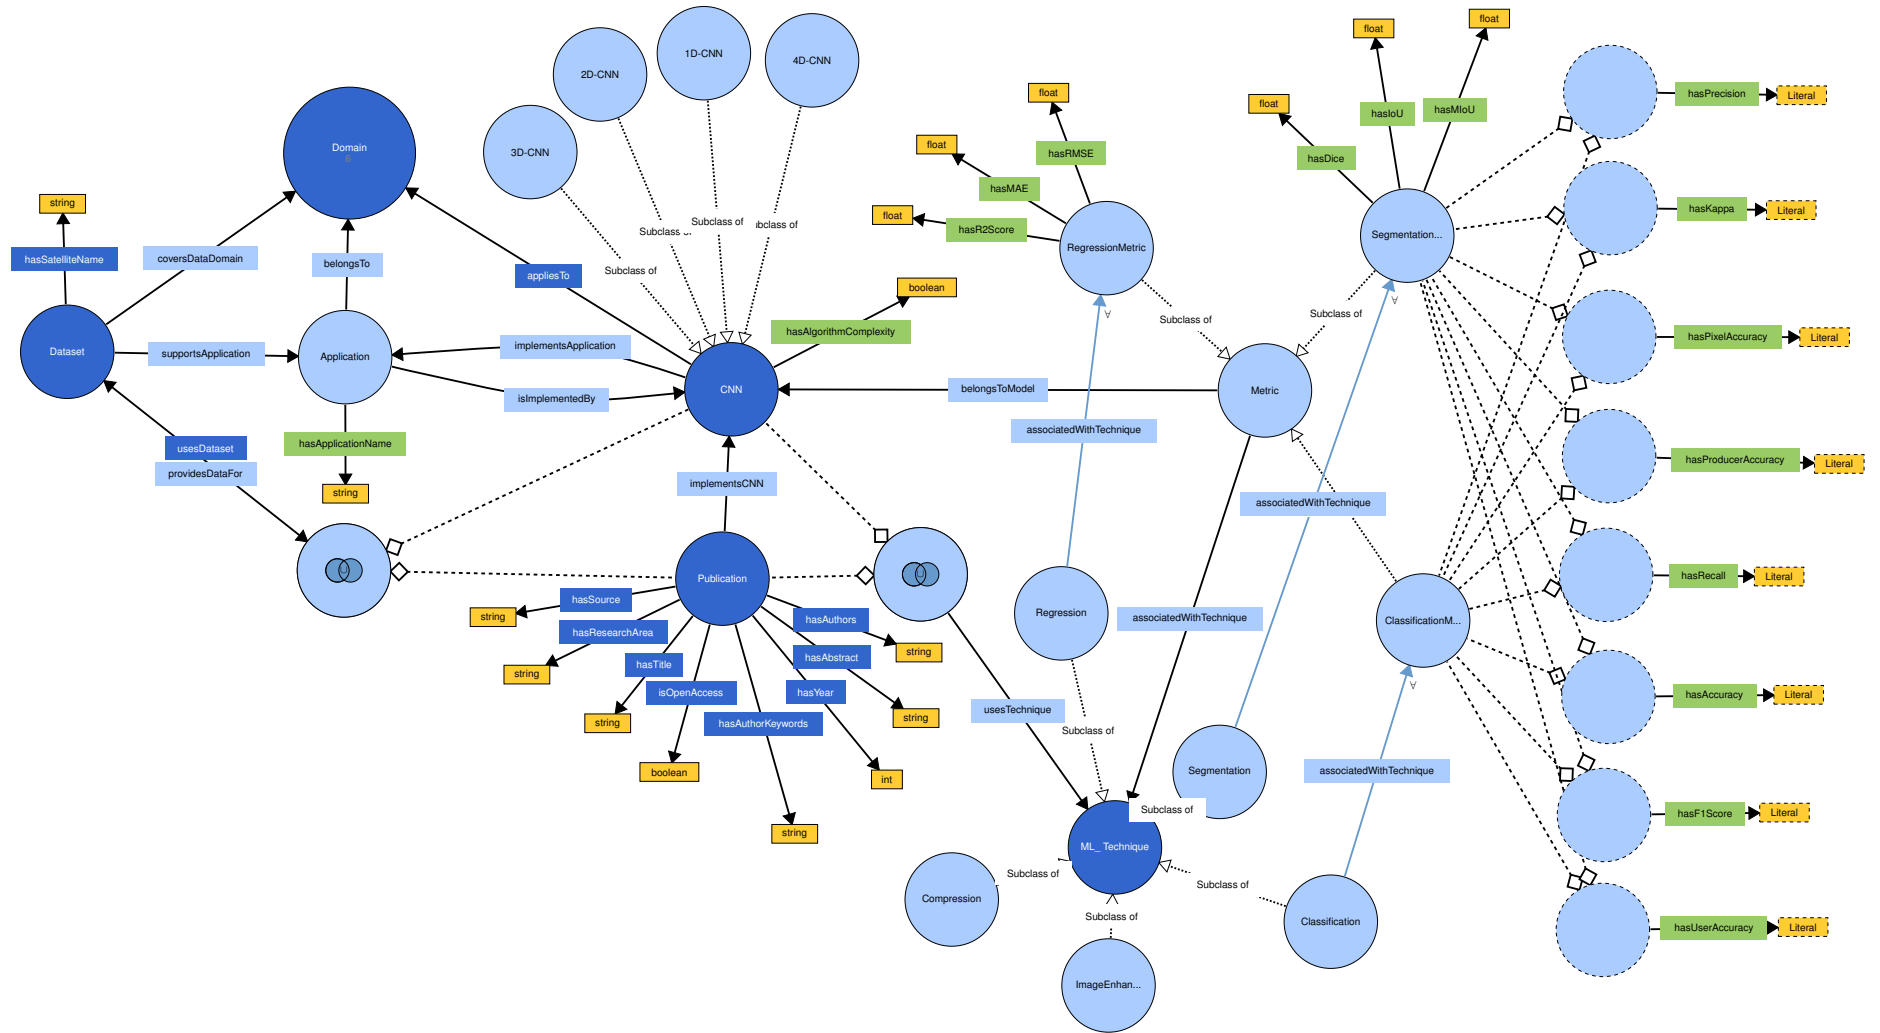 float
float
1D-CNN
2D-CNN
4D-CNN
float
hasPrecision
Literal
float
hasIoU
hasMIoU
Domain
6
3D-CNN
float
hasRMSE
hasDice
hasMAE
string
float
hasR2Score
hasKappa
Literal
Subclass of
Subclass of
Segmentation...
RegressionMetric
hasSatelliteName
coversDataDomain
belongsTo
appliesTo
Subclass of
boolean
∀
∀
Subclass of
Subclass of
hasAlgorithmComplexity
hasPixelAccuracy
Literal
Dataset
supportsApplication
Application
implementsApplication
CNN
belongsToModel
Metric
isImplementedBy
associatedWithTechnique
hasApplicationName
usesDataset
providesDataFor
hasProducerAccuracy
Literal
string
implementsCNN
associatedWithTechnique
Publication
hasRecall
Literal
hasSource
Regression
string
hasAuthors
associatedWithTechnique
ClassificationM...
hasResearchArea
string
hasTitle
hasAbstract
string
isOpenAccess
hasYear
∀
hasAccuracy
Literal
usesTechnique
string
hasAuthorKeywords
string
Subclass of
boolean
int
Segmentation
associatedWithTechnique
Subclass of
hasF1Score
Literal
string
ML_ Technique
Subclass of
Subclass of
Compression
Subclass of
Classification
hasUserAccuracy
Literal
ImageEnhan...